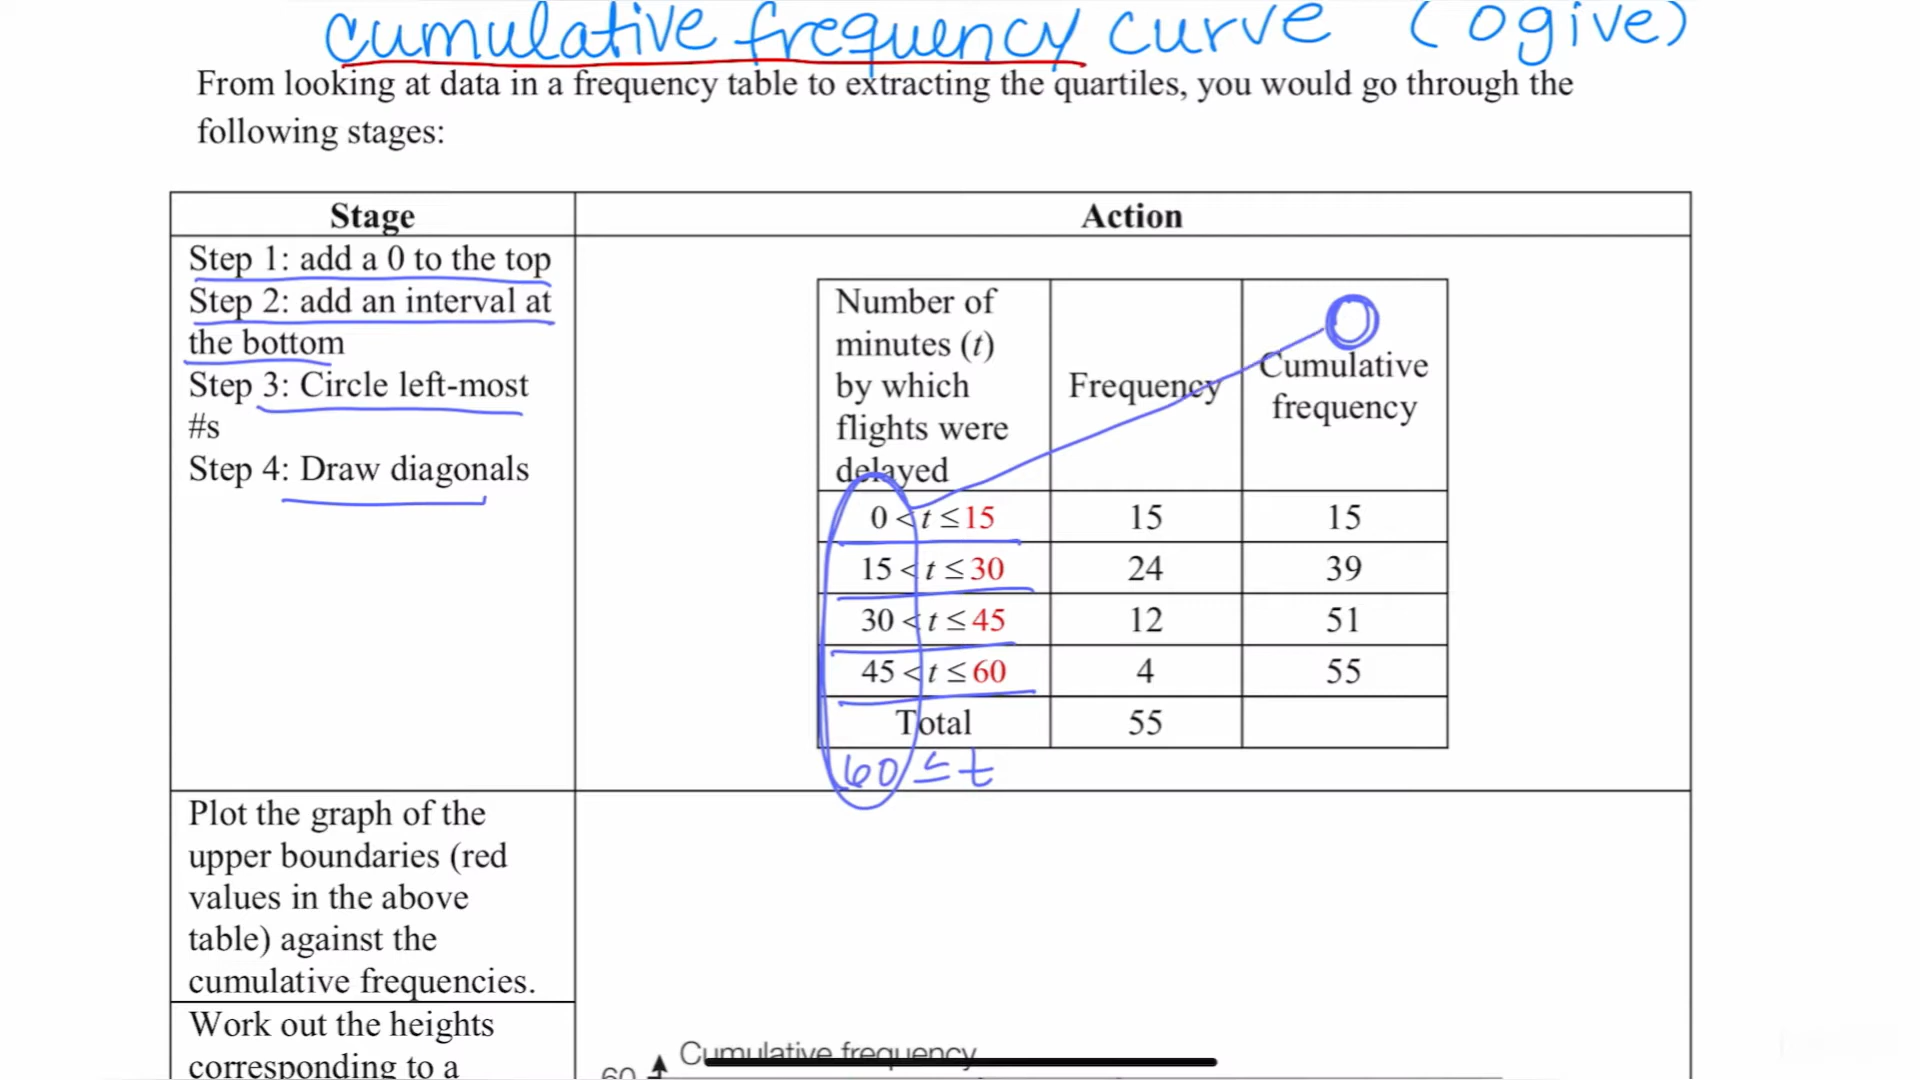 cumulative frequency curve (ogive)
From looking at data in a frequency table to extracting the quartiles, you would go through the
following stages:
Stage
Action
Step 1: add a 0 to the top
Step 2: add an interval at
the bottom
Step 3: Circle left-most
#s
Step 4: Draw diagonals
Number of
minutes (t)
by which
flights were
delayed
Frequency
0
Cumulative
frequency
0 < t ≤ 15 15 15
15 < t ≤ 30 24 39
30 < t ≤ 45 12 51
45 < t ≤ 60 4 55
Total 55
60 ≤ t
Plot the graph of the
upper boundaries (red
values in the above
table) against the
cumulative frequencies.
Work out the heights
corresponding to a
Cumulative frequency
60